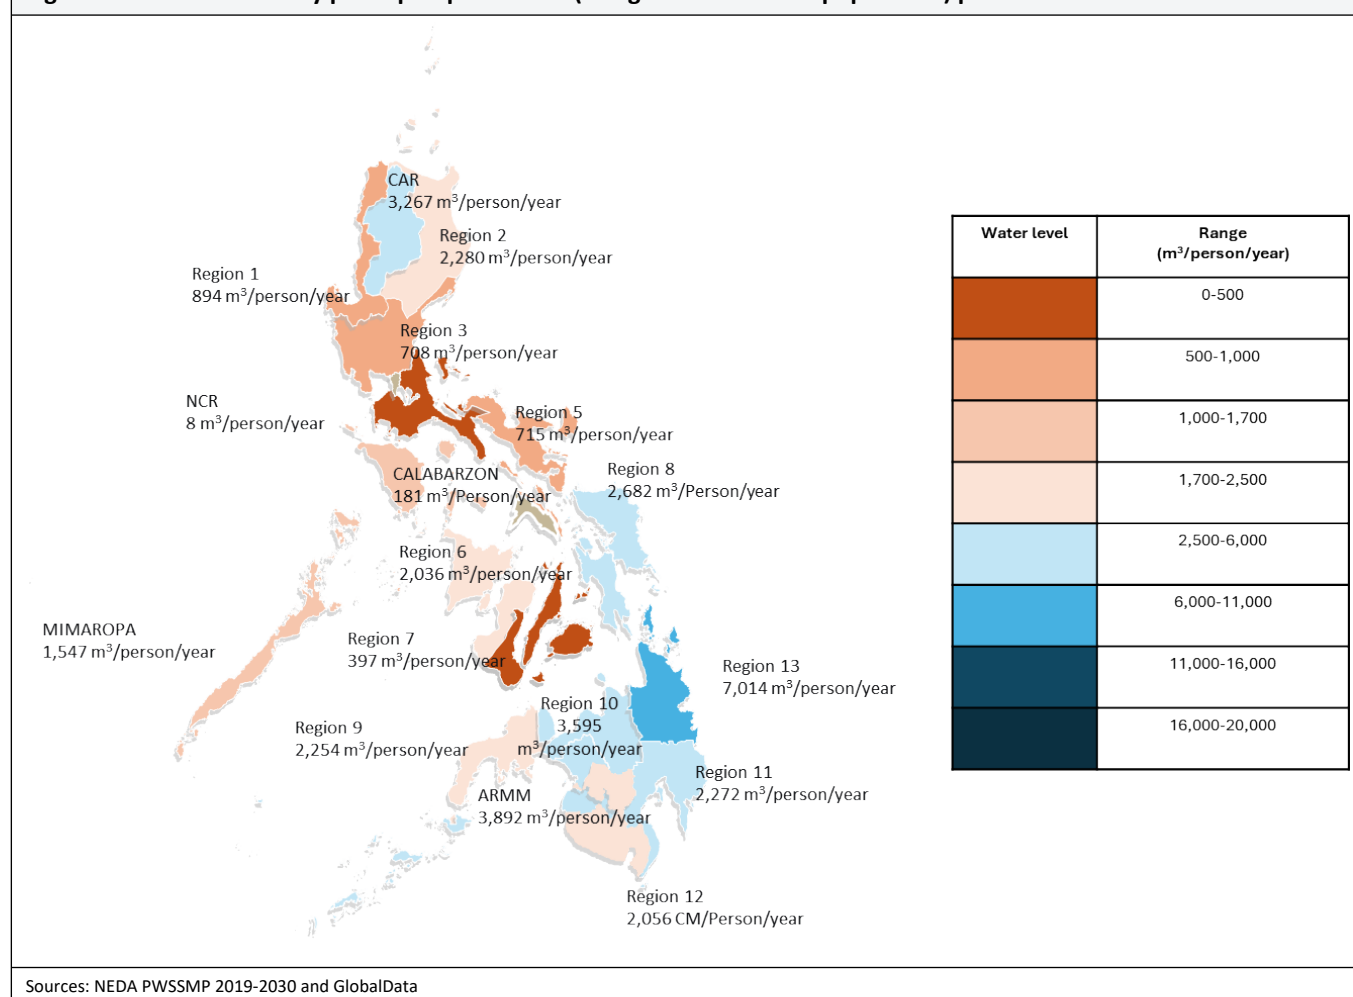 CAR
3,267 m³/person/year
Region 2
2,280 m³/person/year
Region 1
894 m³/person/year
Region 3
708 m³/person/year
NCR
8 m³/person/year
Region 5
715 m³/person/year
CALABARZON
181 m³/Person/year
Region 8
2,682 m³/Person/year
Region 6
2,036 m³/person/year
MIMAROPA
1,547 m³/person/year
Region 7
397 m³/person/year
Region 13
7,014 m³/person/year
Region 10
3,595
m³/person/year
Region 9
2,254 m³/person/year
Region 11
2,272 m³/person/year
ARMM
3,892 m³/person/year
Region 12
2,056 CM/Person/year
Water level
Range
(m³/person/year)
0-500
500-1,000
1,000-1,700
1,700-2,500
2,500-6,000
6,000-11,000
11,000-16,000
16,000-20,000
Sources: NEDA PWSSMP 2019-2030 and GlobalData